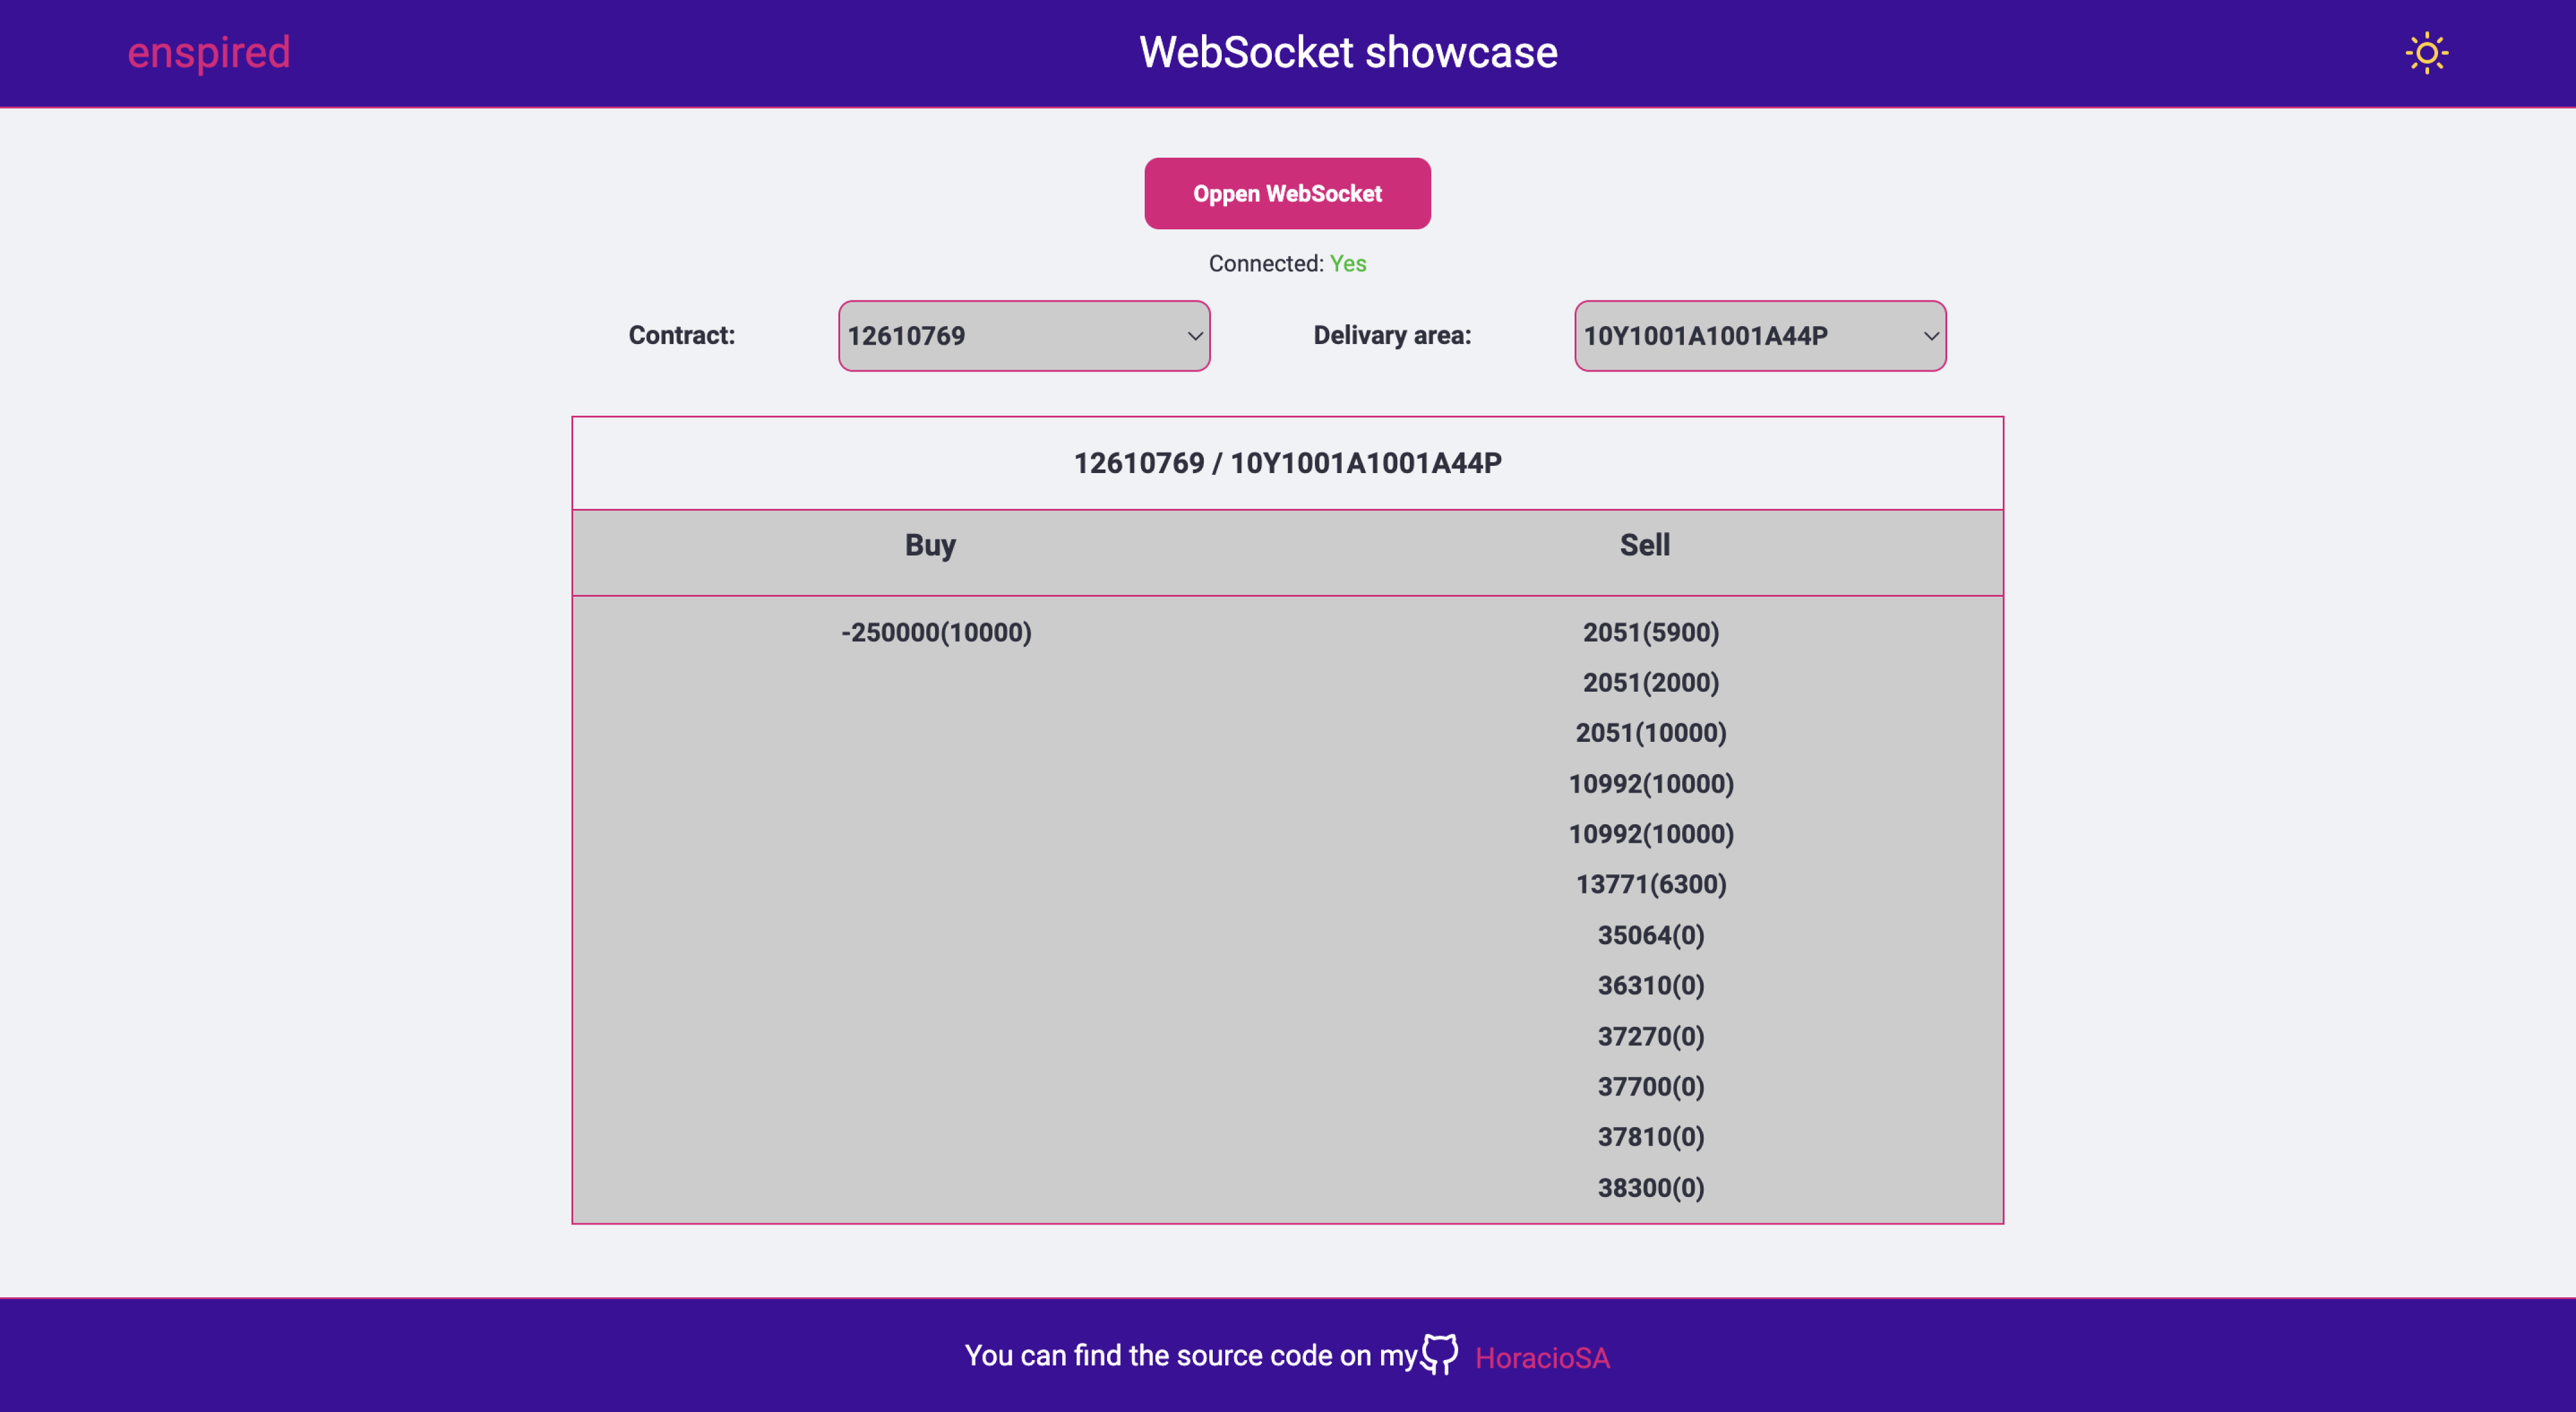 enspired
WebSocket showcase
Oppen WebSocket
Connected: Yes
Contract: 12610769 Delivary area: 10Y1001A1001A44P
12610769 / 10Y1001A1001A44P
Buy Sell
-250000(10000) 2051(5900)
2051(2000)
2051(10000)
10992(10000)
10992(10000)
13771(6300)
35064(0)
36310(0)
37270(0)
37700(0)
37810(0)
38300(0)
You can find the source code on my HoracioSA